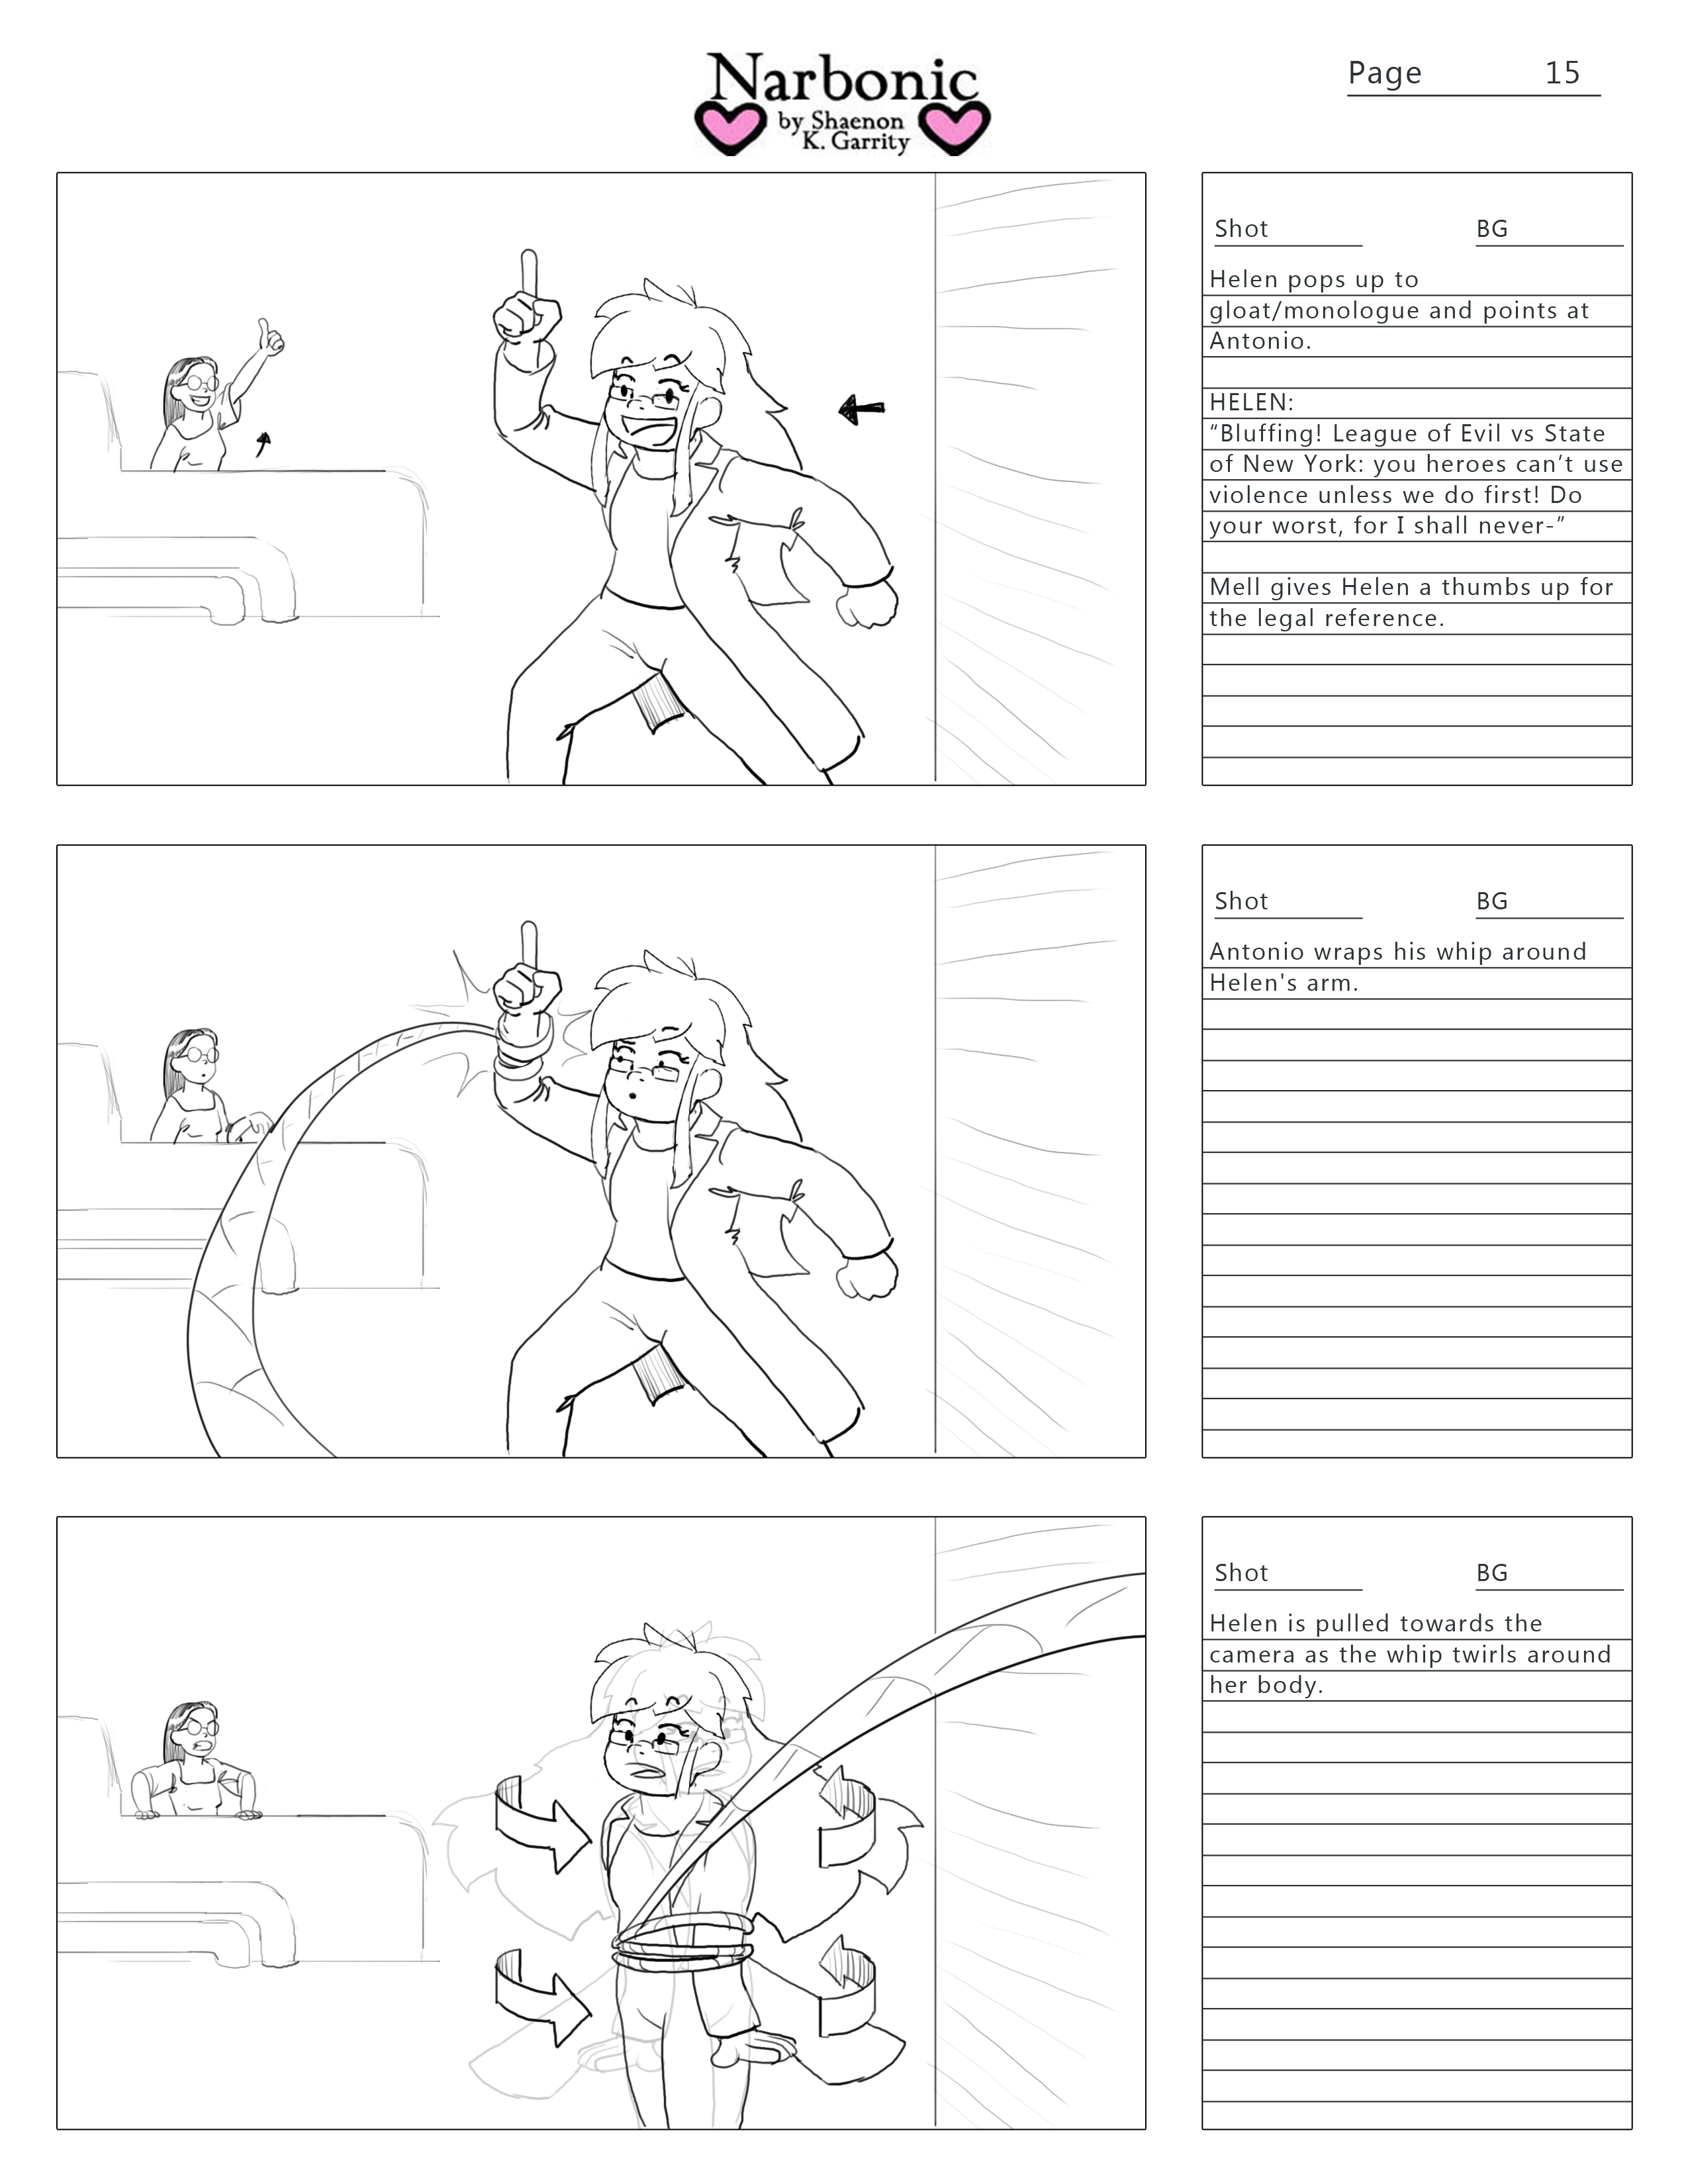 Narbonic
by Shaenon
K. Garrity
Page 15
Shot BG
Helen pops up to
gloat/monologue and points at
Antonio.
HELEN:
“Bluffing! League of Evil vs State
of New York: you heroes can’t use
violence unless we do first! Do
your worst, for I shall never-”
Mell gives Helen a thumbs up for
the legal reference.
Shot BG
Antonio wraps his whip around
Helen's arm.
Shot BG
Helen is pulled towards the
camera as the whip twirls around
her body.